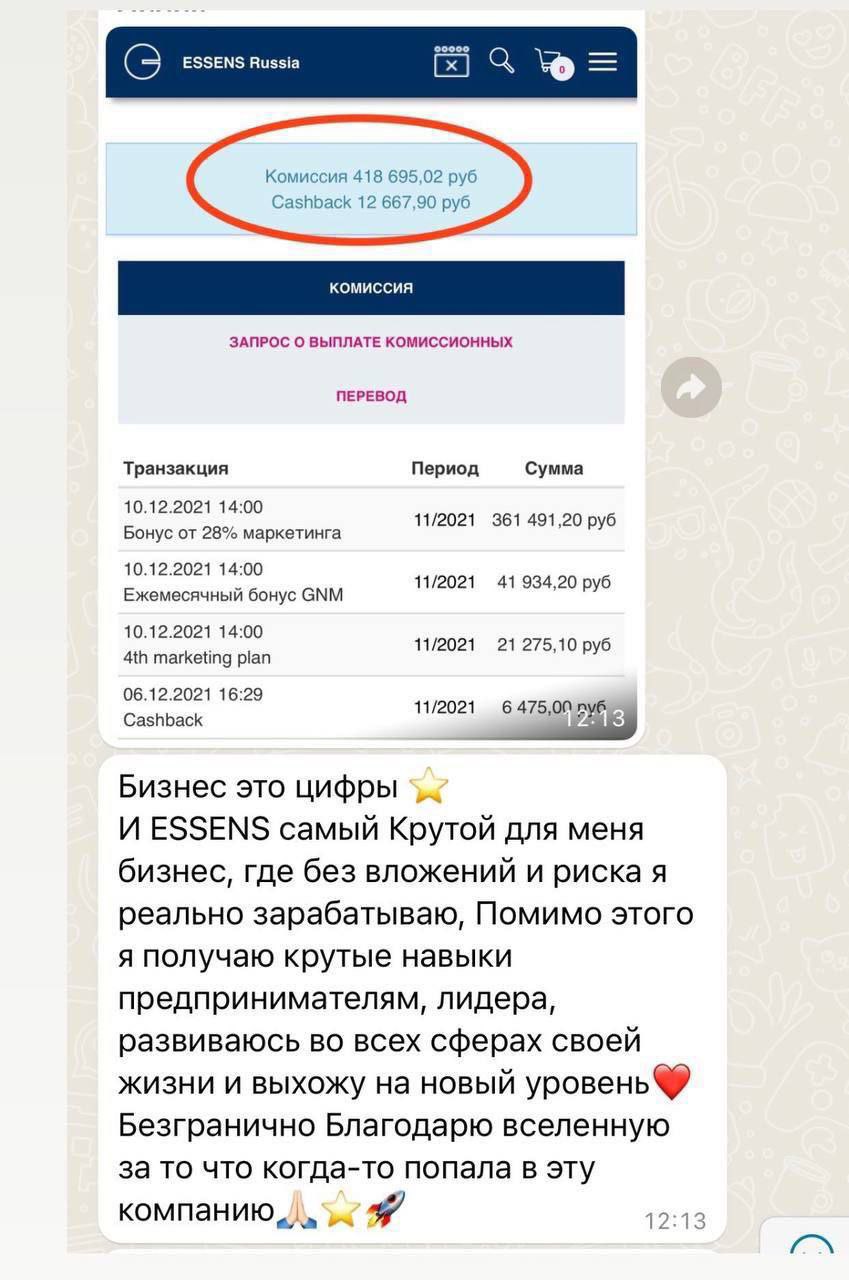 ESSENS Russia
0
Комиссия 418 695,02 руб
Cashback 12 667,90 руб
КОМИССИЯ
ЗАПРОС О ВЫПЛАТЕ КОМИССИОННЫХ
ПЕРЕВОД
Транзакция Период Сумма
10.12.2021 14:00
Бонус от 28% маркетинга 11/2021 361 491,20 руб
10.12.2021 14:00
Ежемесячный бонус GNM 11/2021 41 934,20 руб
10.12.2021 14:00
4th marketing plan 11/2021 21 275,10 руб
06.12.2021 16:29
Cashback 11/2021 6 475,00 руб
12:13
Бизнес это цифры ⭐
И ESSENS самый Крутой для меня
бизнес, где без вложений и риска я
реально зарабатываю, Помимо этого
я получаю крутые навыки
предпринимателям, лидера,
развиваюсь во всех сферах своей
жизни и выхожу на новый уровень❤️
Безгранично Благодарю вселенную
за то что когда-то попала в эту
компанию🙏🏻⭐🚀
12:13